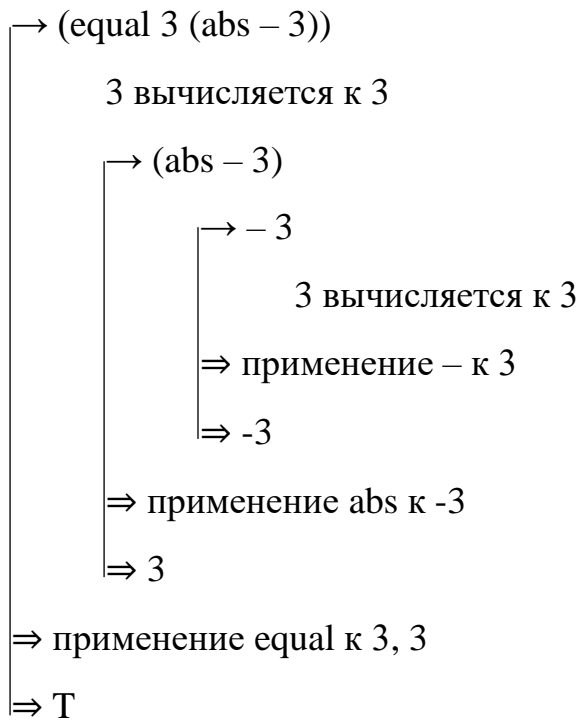 → (equal 3 (abs – 3))
3 вычисляется к 3
→ (abs – 3)
→ – 3
3 вычисляется к 3
⇒ применение – к 3
⇒ -3
⇒ применение abs к -3
⇒ 3
⇒ применение equal к 3, 3
⇒ T